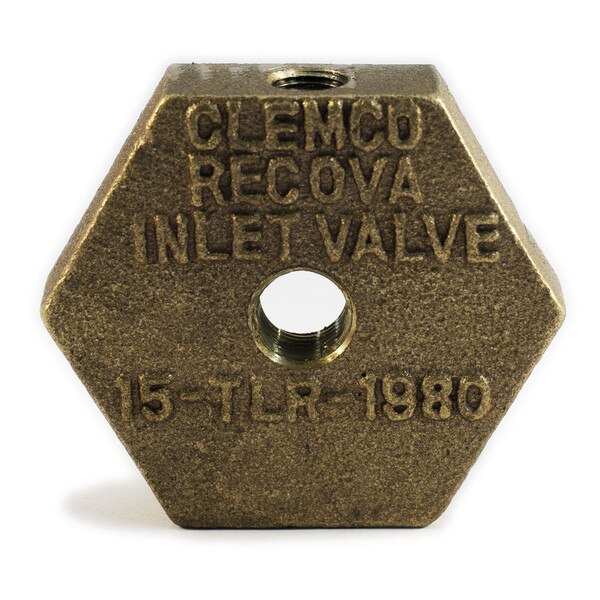 CLEMCO
RECOVA
INLET VALVE
15-TLR-1980